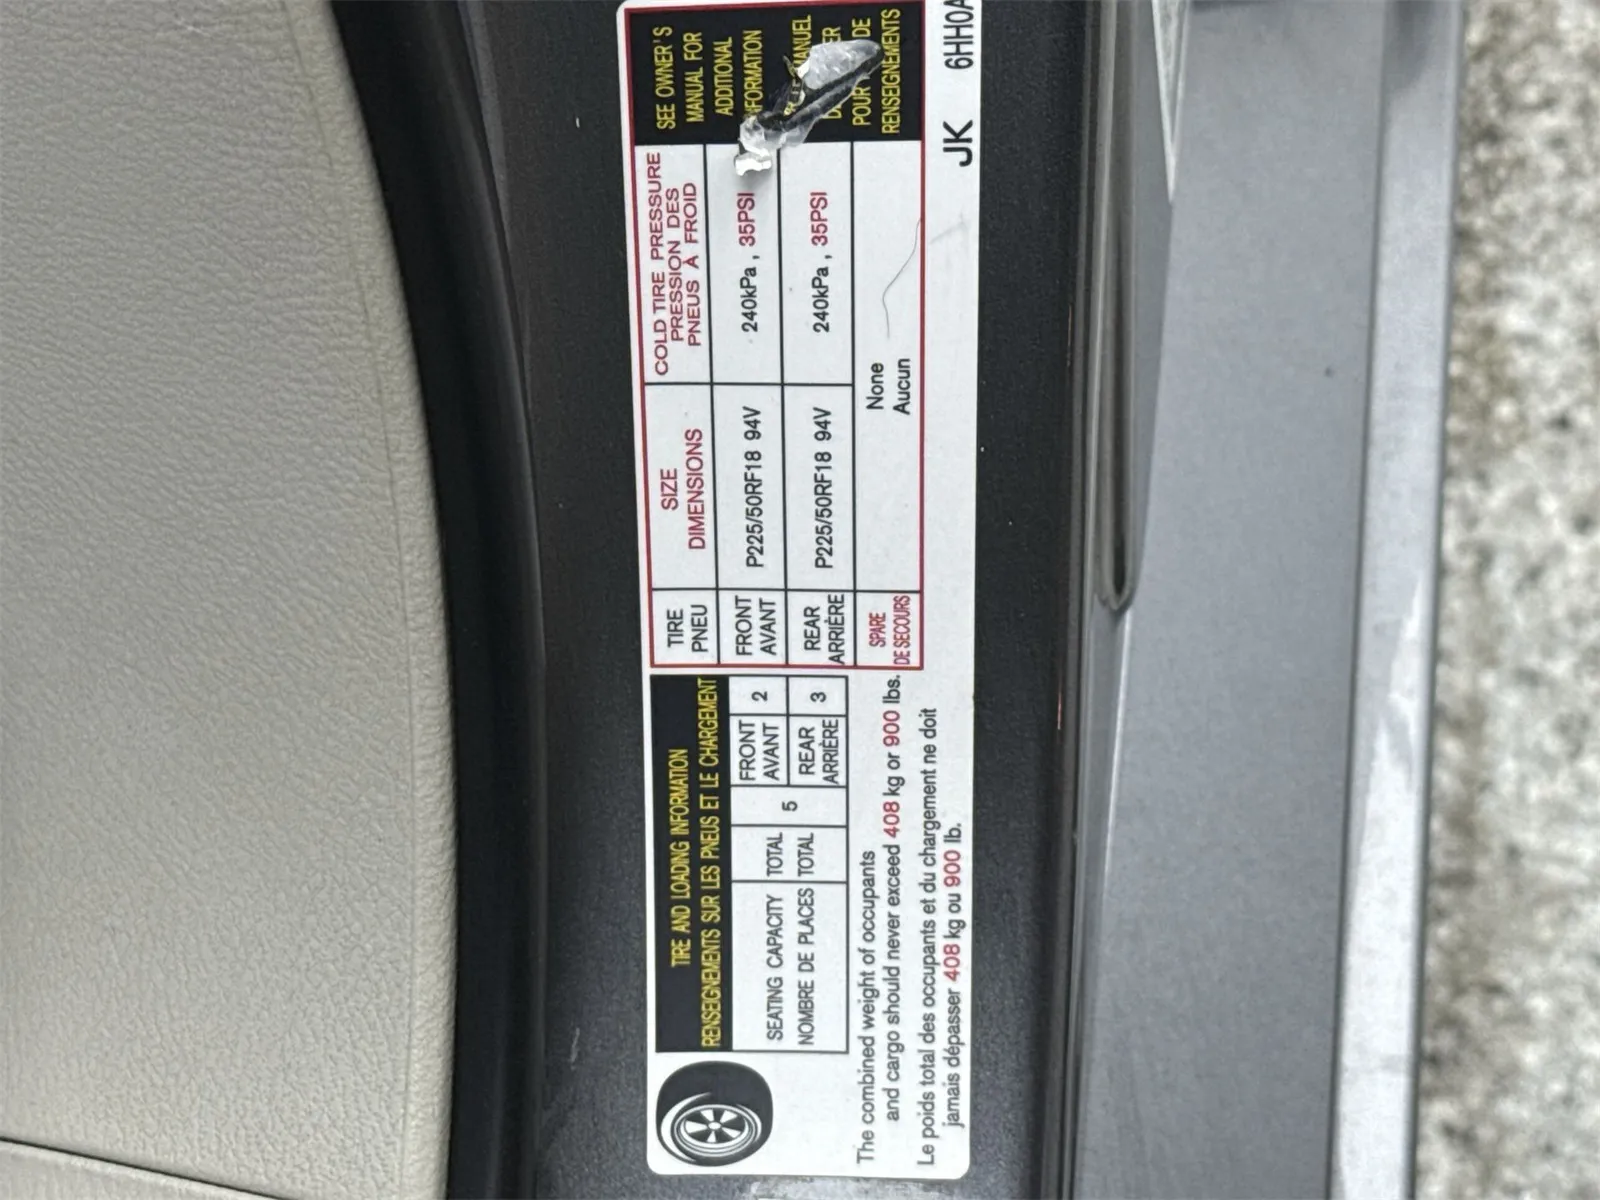 TIRE AND LOADING INFORMATION
RENSEIGNEMENTS SUR LES PNEUS ET LE CHARGEMENT
SEATING CAPACITY TOTAL 5 FRONT 2
AVANT
NOMBRE DE PLACES TOTAL REAR 3
ARRIÈRE
The combined weight of occupants
and cargo should never exceed 408 kg or 900 lbs.
Le poids total des occupants et du chargement ne doit
jamais dépasser 408 kg ou 900 lb.
TIRE
PNEU
SIZE
DIMENSIONS
COLD TIRE PRESSURE
PRESSION DES
PNEUS À FROID
FRONT
AVANT
P225/50RF18 94V
240kPa, 35PSI
REAR
ARRIÈRE
P225/50RF18 94V
240kPa, 35PSI
SPARE
DE SECOURS
None
Aucun
SEE OWNER'S
MANUAL FOR
ADDITIONAL
POUR DE
RENSEIGNEMENTS
JK 6HH0A